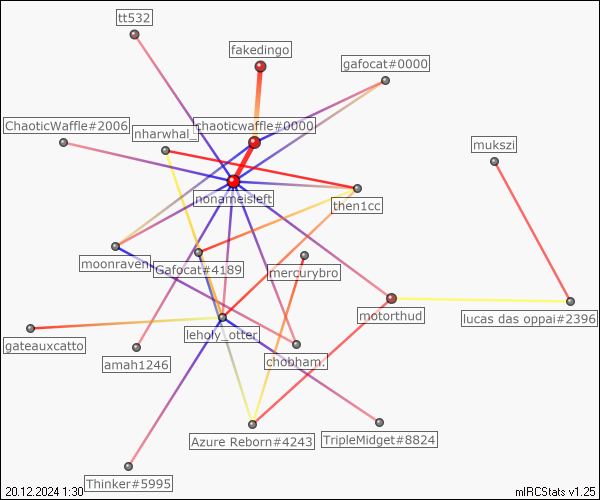 tt532
fakedingo
gafocat#0000
ChaoticWaffle#2006
nharwhal_
chaoticwaffle#0000
mukszi
nonameisleft
then1cc
moonraven
Gafocat#4189
mercurybro
motorthud
lucas das oppai#2396
leholy_otter
gateauxcatto
amah1246
chobham.
Azure Reborn#4243
TripleMidget#8824
Thinker#5995
20.12.2024 1:30
mIRCStats v1.25